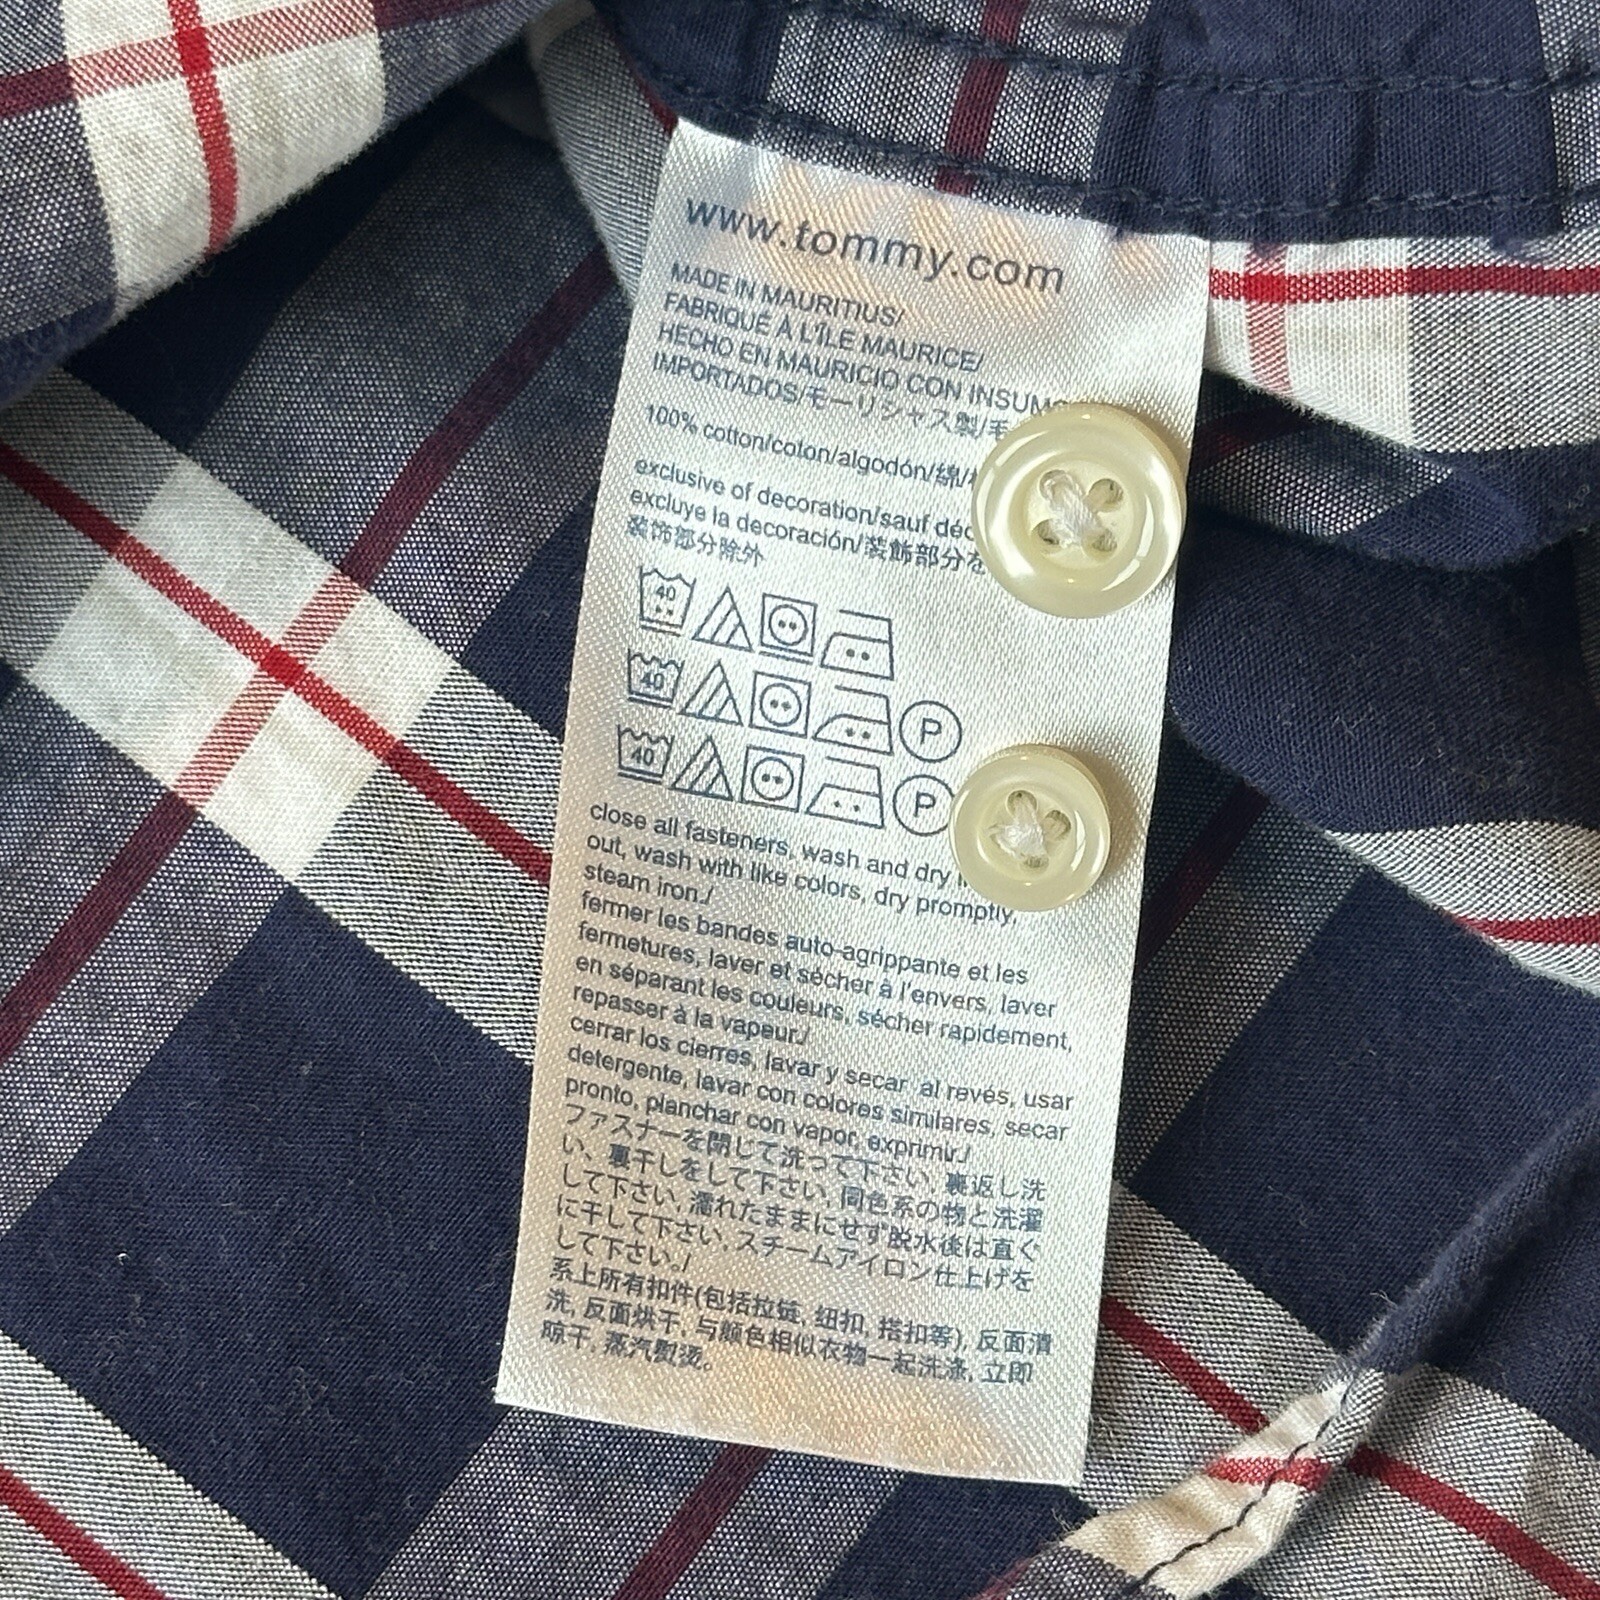 www.tommy.com
MADE IN MAURITIUS/
FABRIQUÉ À L'ÎLE MAURICE/
HECHO EN MAURICIO CON INSUMO
IMPORTADOS/モーリシャス製/毛
100% cotton/coton/algodón/綿/
exclusive of decoration/sauf déc
excluye la decoración/装飾部分を
装饰部分除外
40
40 P
40 P
close all fasteners, wash and dry
out, wash with like colors, dry promptly,
steam iron./
fermer les bandes auto-agrippante et les
fermetures, laver et sécher à l'envers, laver
en séparant les couleurs, sécher rapidement,
repasser à la vapeur./
cerrar los cierres, lavar y secar al revés, usar
detergente, lavar con colores similares, secar
pronto, planchar con vapor, exprimir./
ファスナーを閉じて洗って下さい, 裏返し洗
い、裏干しをして下さい, 同色系の物と洗濯
して下さい, 濡れたままにせず脱水後は直ぐ
に干して下さい, スチームアイロン仕上げを
して下さい。/
系上所有扣件(包括拉链, 纽扣, 搭扣等), 反面清
洗, 反面烘干, 与颜色相似衣物一起洗涤, 立即
晾干, 蒸汽熨烫。